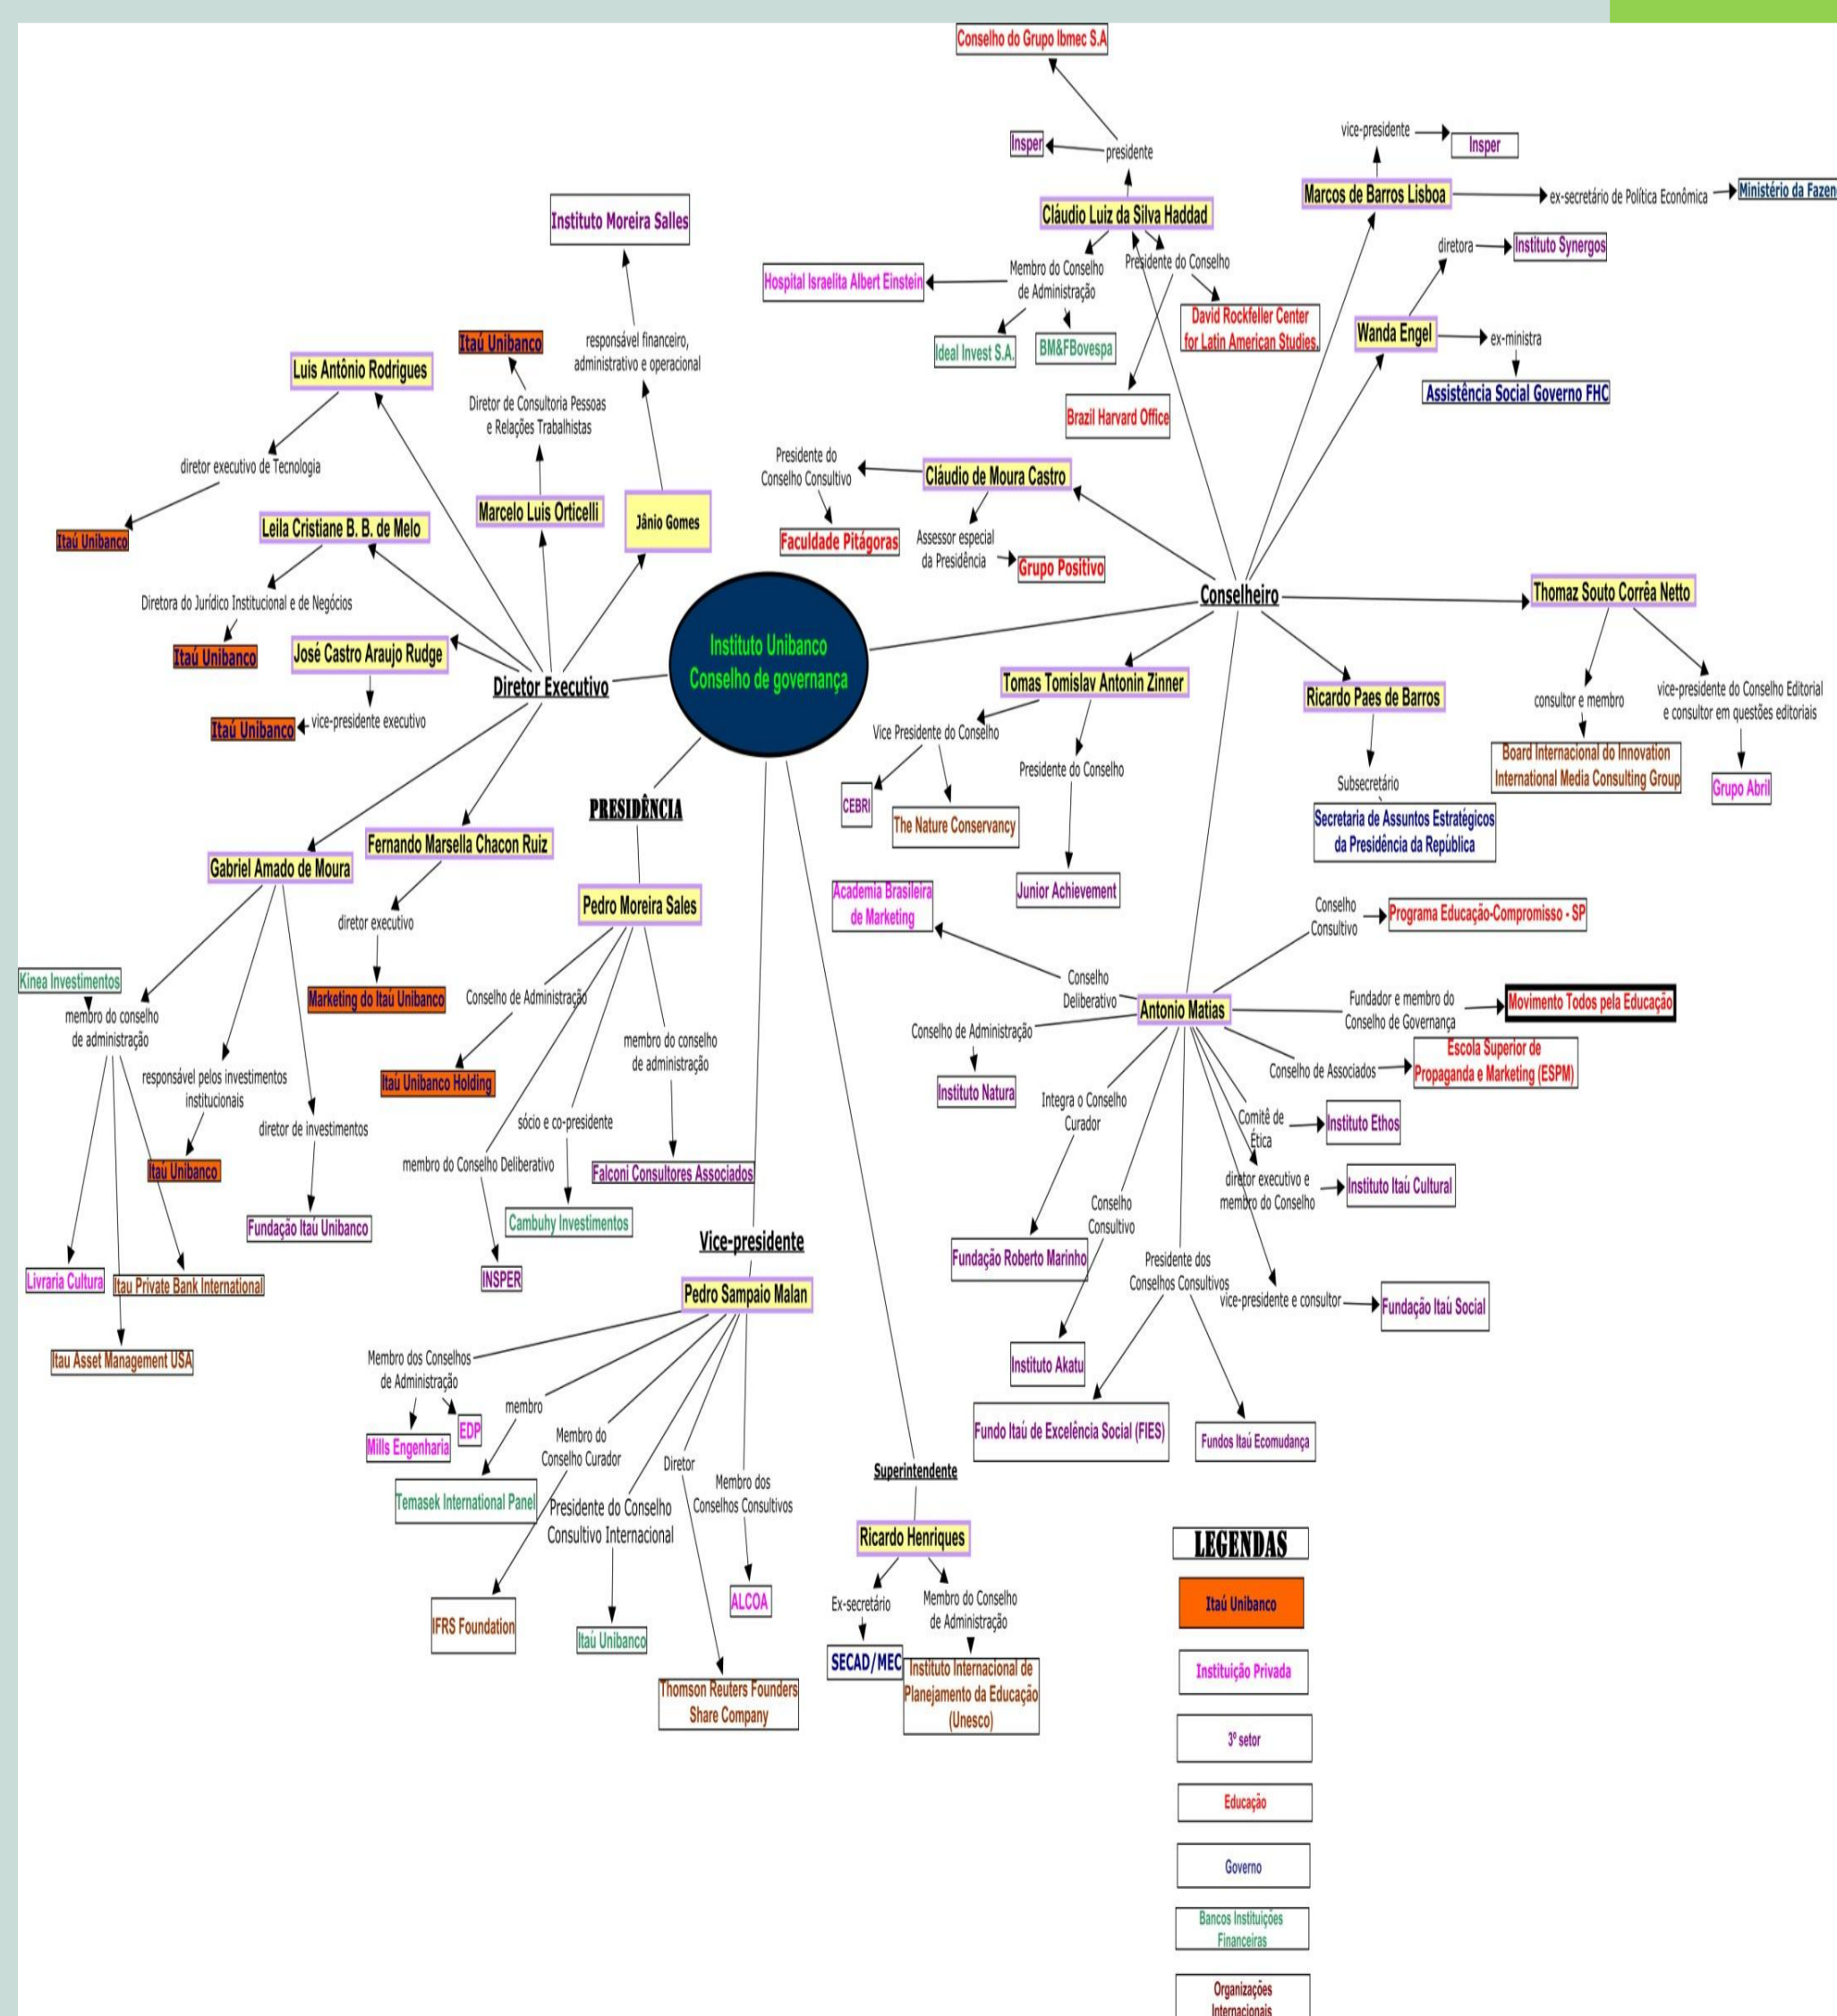 Conselho do Grupo Ibmec S.A
Insper
presidente
Cláudio Luiz da Silva Haddad
Hospital Israelita Albert Einstein
Membro do Conselho
de Administração
Presidente do Conselho
Ideal Invest S.A.
BM&FBovespa
David Rockfeller Center
for Latin American Studies.
Brazil Harvard Office
vice-presidente
Insper
Marcos de Barros Lisboa
ex-secretário de Política Econômica
Ministério da Fazen
diretora
Instituto Synergos
Wanda Engel
ex-ministra
Assistência Social Governo FHC
Instituto Moreira Salles
responsável financeiro,
administrativo e operacional
Jânio Gomes
Itaú Unibanco
Diretor de Consultoria Pessoas
e Relações Trabalhistas
Marcelo Luis Orticelli
Luis Antônio Rodrigues
diretor executivo de Tecnologia
Itaú Unibanco
Leila Cristiane B. B. de Melo
Diretora do Jurídico Institucional e de Negócios
Itaú Unibanco
José Castro Araujo Rudge
vice-presidente executivo
Itaú Unibanco
Diretor Executivo
Instituto Unibanco
Conselho de governança
Conselheiro
Presidente do
Conselho Consultivo
Cláudio de Moura Castro
Faculdade Pitágoras
Assessor especial
da Presidência
Grupo Positivo
Thomaz Souto Corrêa Netto
consultor e membro
Board Internacional do Innovation
International Media Consulting Group
vice-presidente do Conselho Editorial
e consultor em questões editoriais
Grupo Abril
Tomas Tomislav Antonin Zinner
Vice Presidente do Conselho
CEBRI
The Nature Conservancy
Presidente do Conselho
Junior Achievement
Ricardo Paes de Barros
Subsecretário
Secretaria de Assuntos Estratégicos
da Presidência da República
Gabriel Amado de Moura
Kinea Investimentos
membro do conselho
de administração
responsável pelos investimentos
institucionais
Itaú Unibanco
diretor de investimentos
Fundação Itaú Unibanco
Livraria Cultura
Itau Private Bank International
Itau Asset Management USA
Fernando Marsella Chacon Ruiz
diretor executivo
Marketing do Itaú Unibanco
PRESIDÊNCIA
Pedro Moreira Sales
Conselho de Administração
Itaú Unibanco Holding
membro do Conselho Deliberativo
INSPER
sócio e co-presidente
Cambuhy Investimentos
membro do conselho
de administração
Falconi Consultores Associados
Academia Brasileira
de Marketing
Conselho
Deliberativo
Antonio Matias
Conselho
Consultivo
Programa Educação-Compromisso - SP
Fundador e membro do
Conselho de Governança
Movimento Todos pela Educação
Conselho de Associados
Escola Superior de
Propaganda e Marketing (ESPM)
Conselho de Administração
Instituto Natura
Integra o Conselho
Curador
Fundação Roberto Marinho
Comitê de
Ética
Instituto Ethos
diretor executivo e
membro do Conselho
Instituto Itaú Cultural
Conselho
Consultivo
Instituto Akatu
Presidente dos
Conselhos Consultivos
Fundo Itaú de Excelência Social (FIES)
Fundos Itaú Ecomudança
vice-presidente e consultor
Fundação Itaú Social
Vice-presidente
Pedro Sampaio Malan
Membro dos Conselhos
de Administração
Mills Engenharia
EDP
membro
Temasek International Panel
Membro do
Conselho Curador
IFRS Foundation
Presidente do Conselho
Consultivo Internacional
Itaú Unibanco
Diretor
Thomson Reuters Founders
Share Company
Membro dos
Conselhos Consultivos
ALCOA
Superintendente
Ricardo Henriques
Ex-secretário
SECAD/MEC
Membro do Conselho
de Administração
Instituto Internacional de
Planejamento da Educação
(Unesco)
LEGENDAS
Itaú Unibanco
Instituição Privada
3º setor
Educação
Governo
Bancos Instituições
Financeiras
Organizações
Internacionais